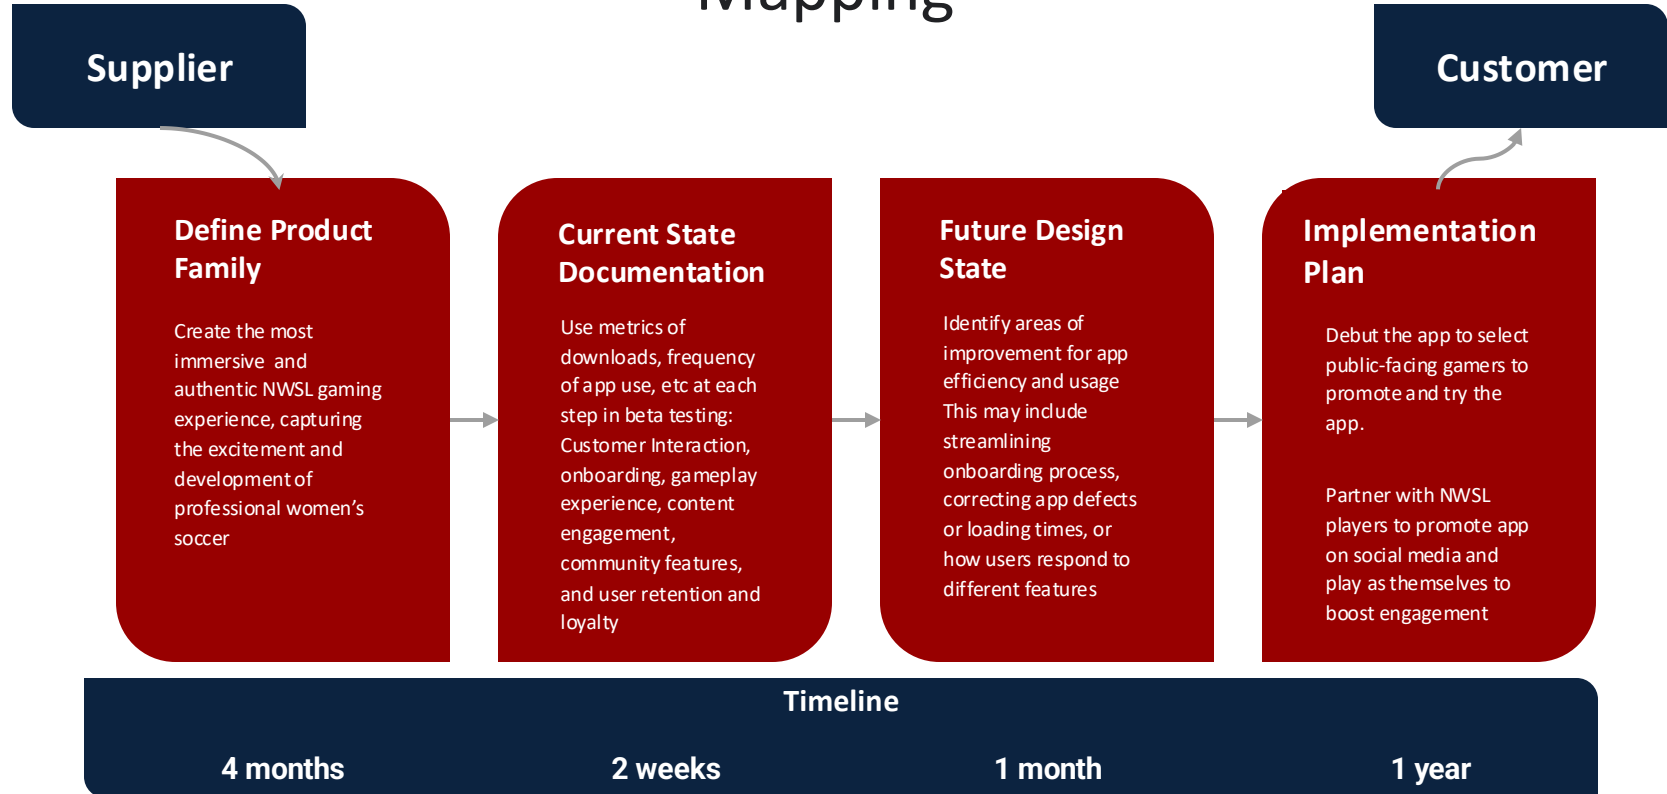 Mapping
Supplier
Customer
Define Product
Family
Create the most
immersive and
authentic NWSL gaming
experience, capturing
the excitement and
development of
professional women’s
soccer
Current State
Documentation
Use metrics of
downloads, frequency
of app use, etc at each
step in beta testing:
Customer Interaction,
onboarding, gameplay
experience, content
engagement,
community features,
and user retention and
loyalty
Future Design
State
Identify areas of
improvement for app
efficiency and usage
This may include
streamlining
onboarding process,
correcting app defects
or loading times, or
how users respond to
different features
Implementation
Plan
Debut the app to select
public-facing gamers to
promote and try the
app.
Partner with NWSL
players to promote app
on social media and
play as themselves to
boost engagement
Timeline
4 months
2 weeks
1 month
1 year